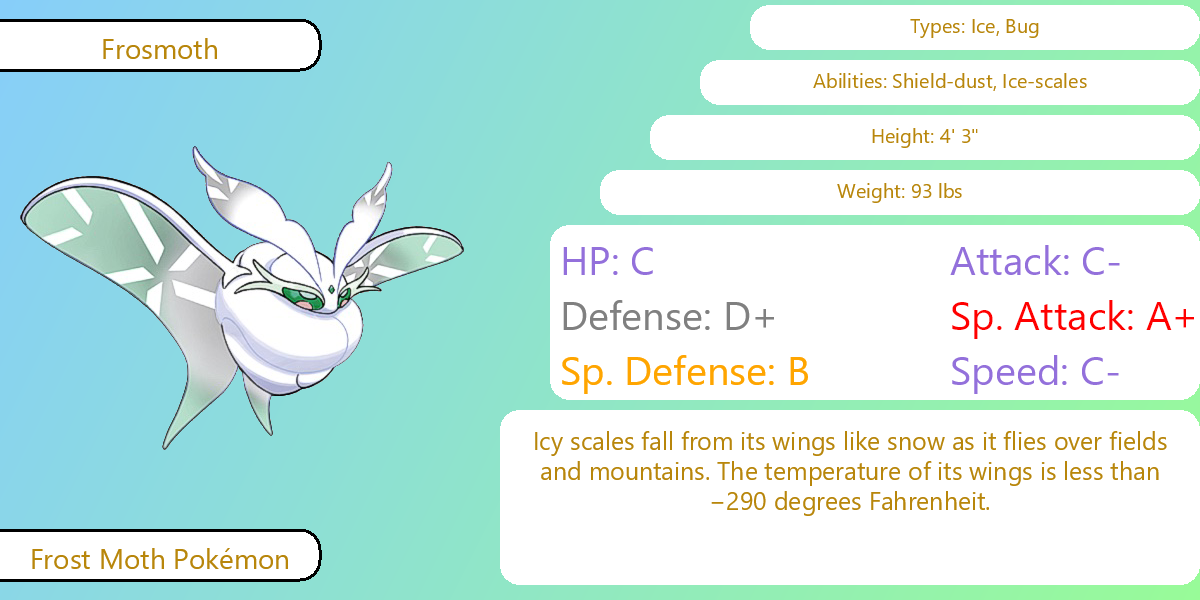 Frosmoth
Types: Ice, Bug
Abilities: Shield-dust, Ice-scales
Height: 4' 3"
Weight: 93 lbs
HP: C
Attack: C-
Defense: D+
Sp. Attack: A+
Sp. Defense: B
Speed: C-
Icy scales fall from its wings like snow as it flies over fields
and mountains. The temperature of its wings is less than
−290 degrees Fahrenheit.
Frost Moth Pokémon